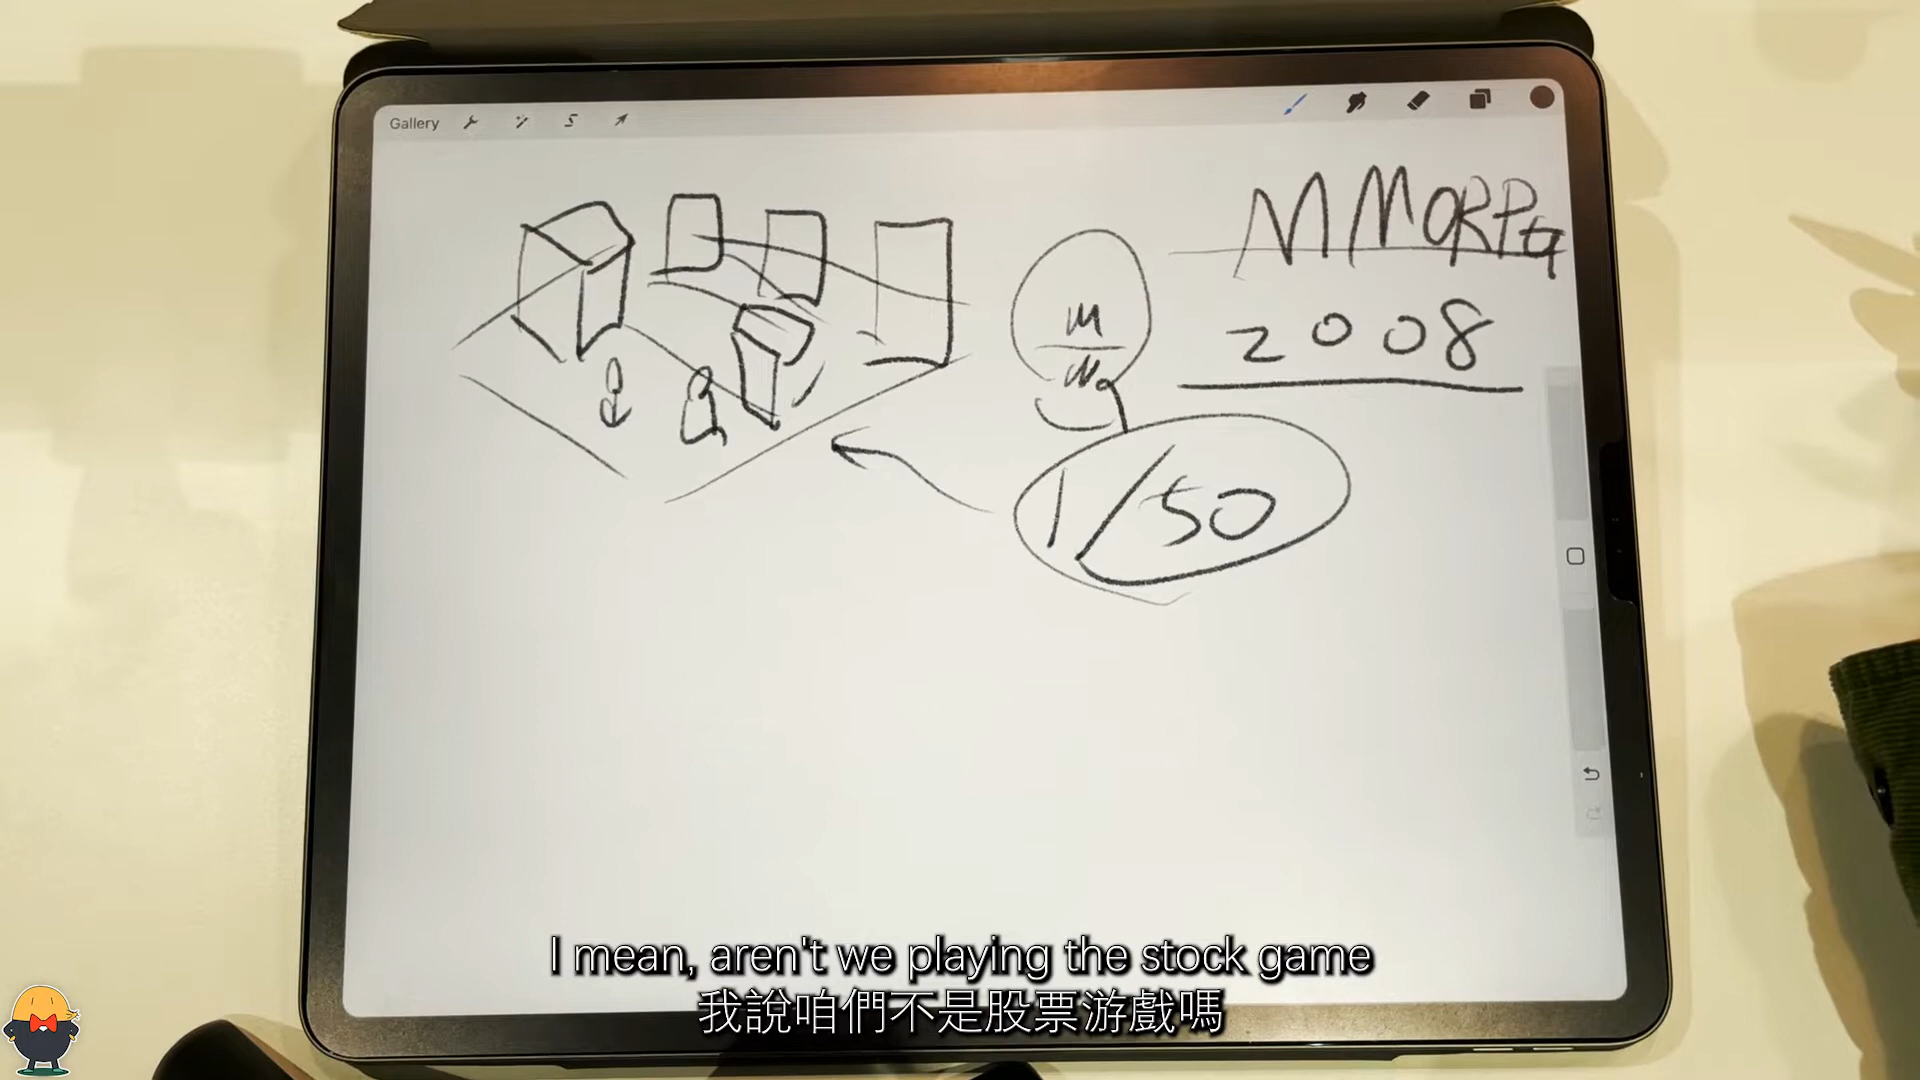 Gallery
MMORPG
2008
M
1/50
I mean, aren't we playing the stock game
我說咱們不是股票游戲嗎